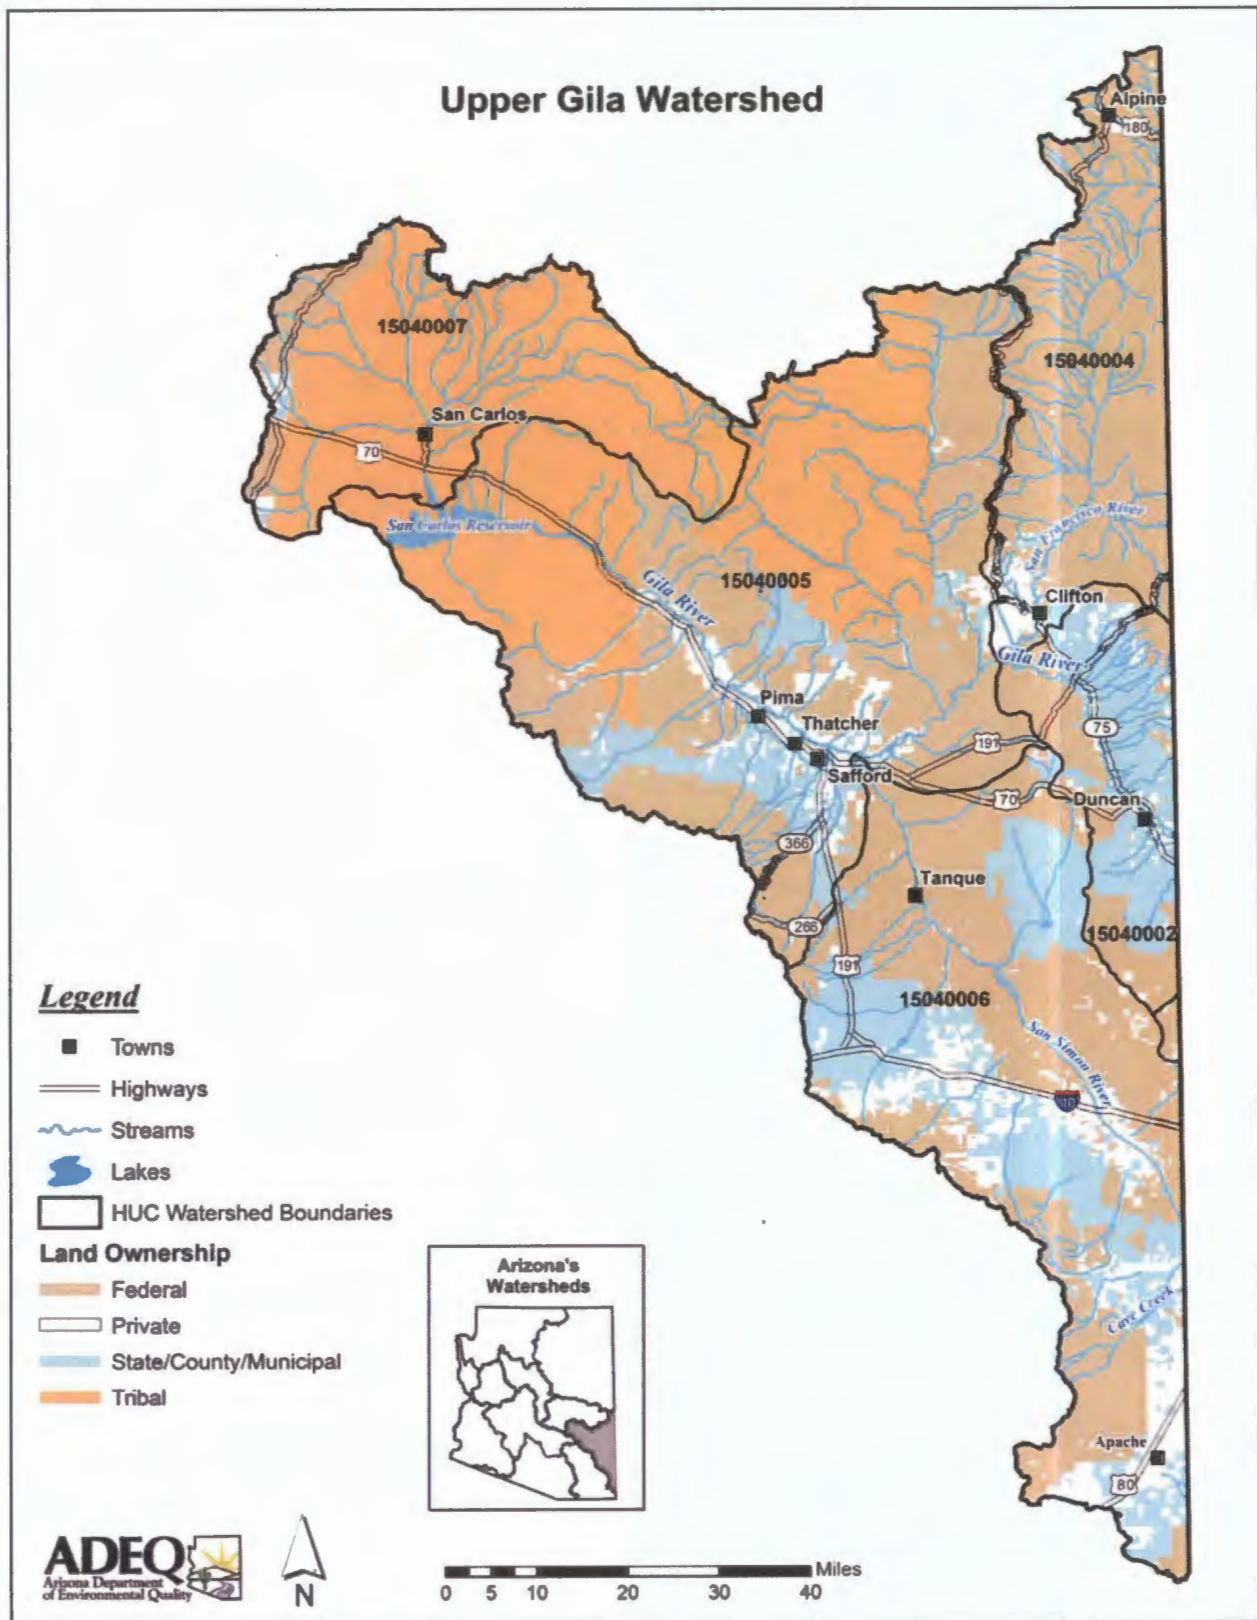 Upper Gila Watershed
Alpine
180
15040007
15040004
San Carlos
70
San Carlos Reservoir
San Francisco River
15040005
Gila River
Clifton
Gila River
Pima
Thatcher
Safford
191
75
70
Duncan
366
Tanque
266
15040002
191
15040006
San Simon River
10
Cave Creek
Apache
80
Legend
Towns
Highways
Streams
Lakes
HUC Watershed Boundaries
Land Ownership
Federal
Private
State/County/Municipal
Tribal
Arizona's
Watersheds
ADEQ
Arizona Department
of Environmental Quality
N
Miles
0 5 10 20 30 40